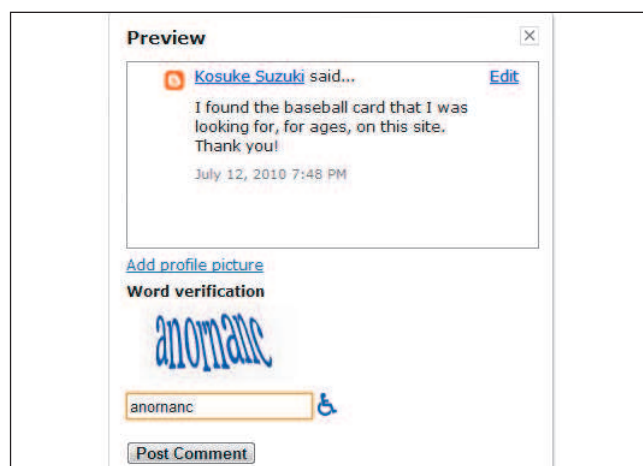 Preview
Kosuke Suzuki said... Edit
I found the baseball card that I was
looking for, for ages, on this site.
Thank you!
July 12, 2010 7:48 PM
Add profile picture
Word verification
anornanc
anornanc
Post Comment